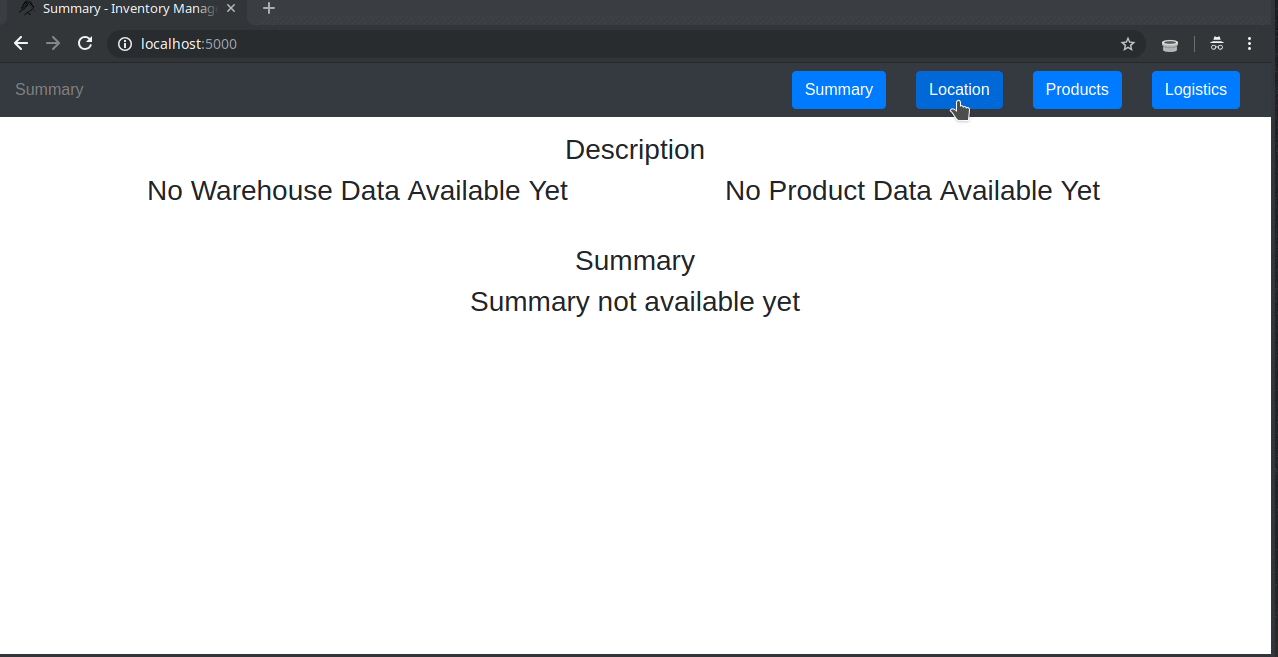 Summary - Inventory Manag
localhost:5000
Summary Summary Location Products Logistics
Description
No Warehouse Data Available Yet No Product Data Available Yet
Summary
Summary not available yet